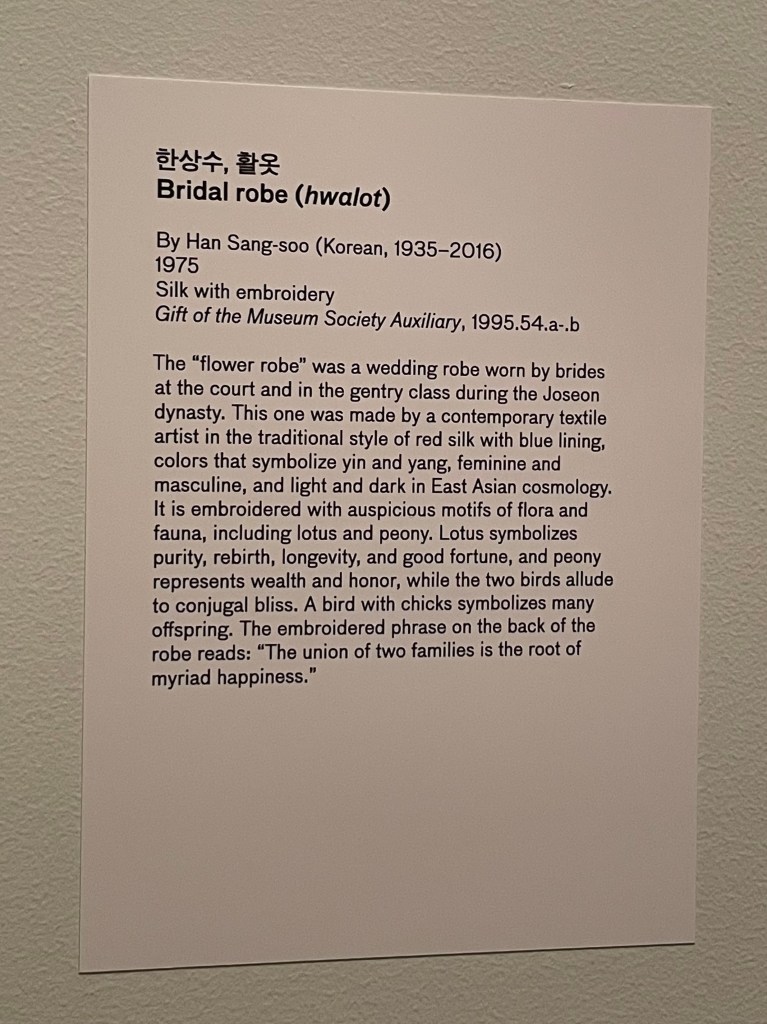 한상수, 활옷
Bridal robe (hwalot)
By Han Sang-soo (Korean, 1935–2016)
1975
Silk with embroidery
Gift of the Museum Society Auxiliary, 1995.54.a-.b
The “flower robe” was a wedding robe worn by brides
at the court and in the gentry class during the Joseon
dynasty. This one was made by a contemporary textile
artist in the traditional style of red silk with blue lining,
colors that symbolize yin and yang, feminine and
masculine, and light and dark in East Asian cosmology.
It is embroidered with auspicious motifs of flora and
fauna, including lotus and peony. Lotus symbolizes
purity, rebirth, longevity, and good fortune, and peony
represents wealth and honor, while the two birds allude
to conjugal bliss. A bird with chicks symbolizes many
offspring. The embroidered phrase on the back of the
robe reads: “The union of two families is the root of
myriad happiness.”